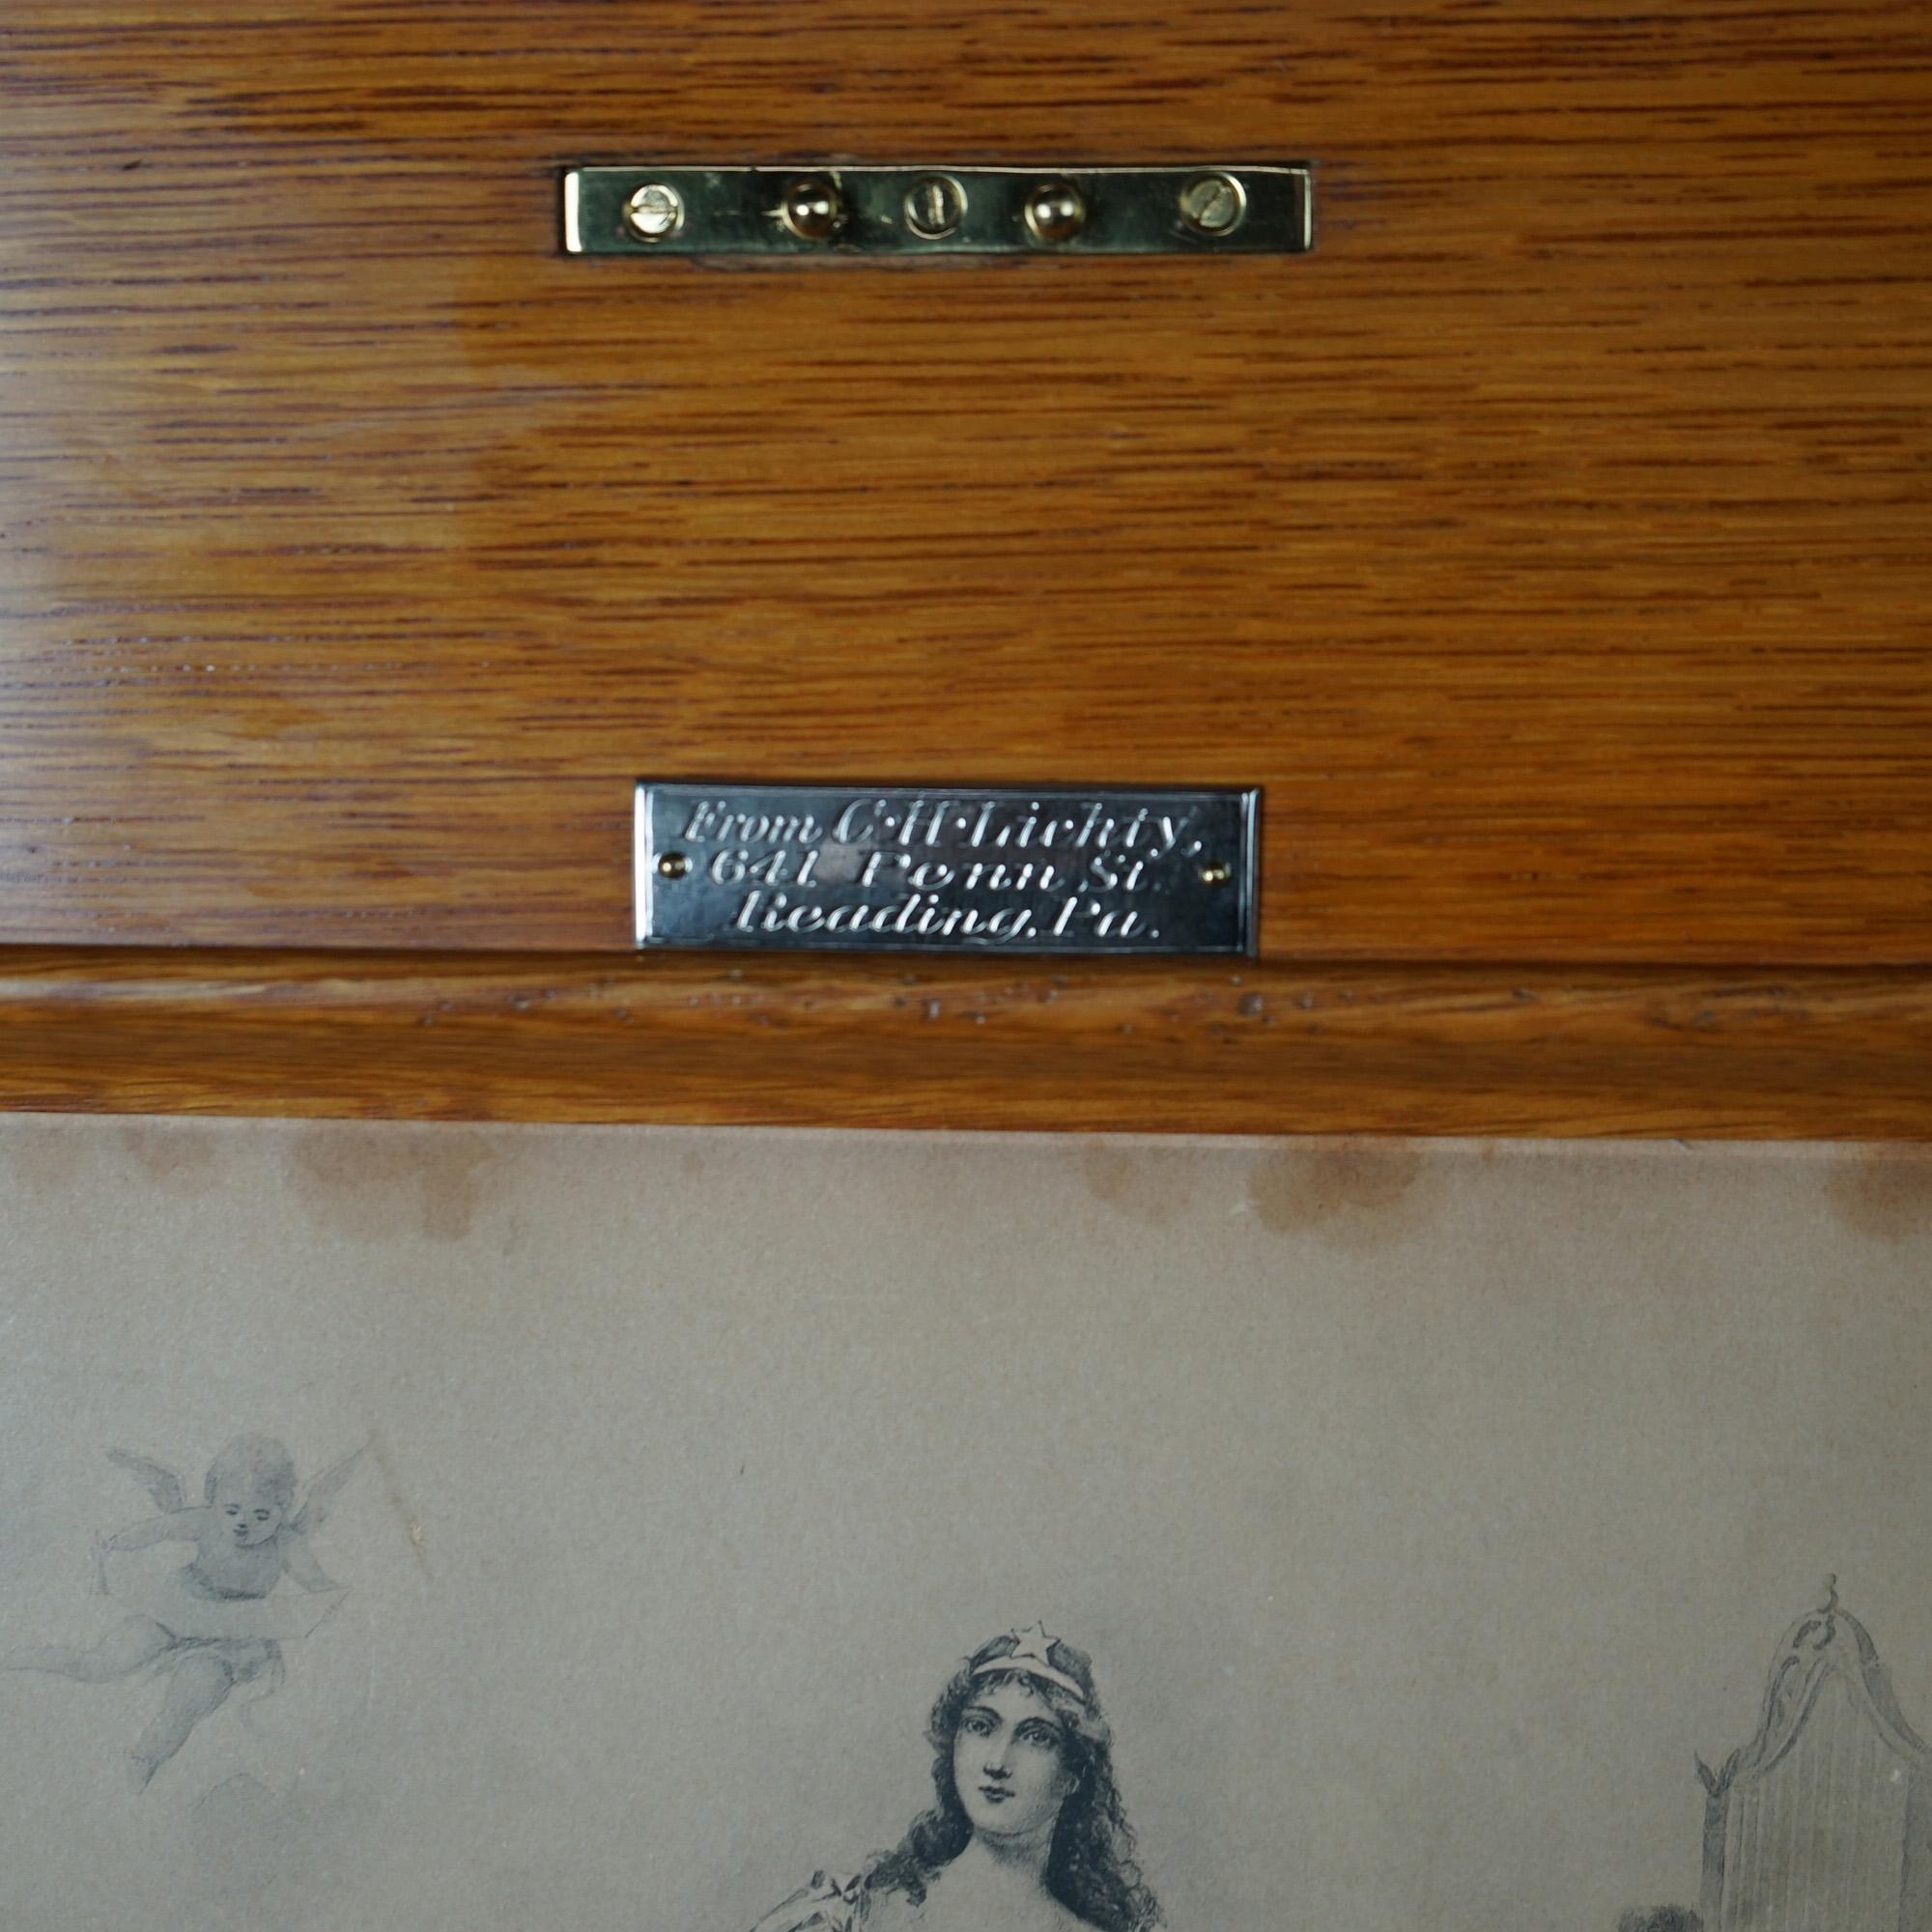 From C·H·Lichty,
641 Penn St.
Reading, Pa.